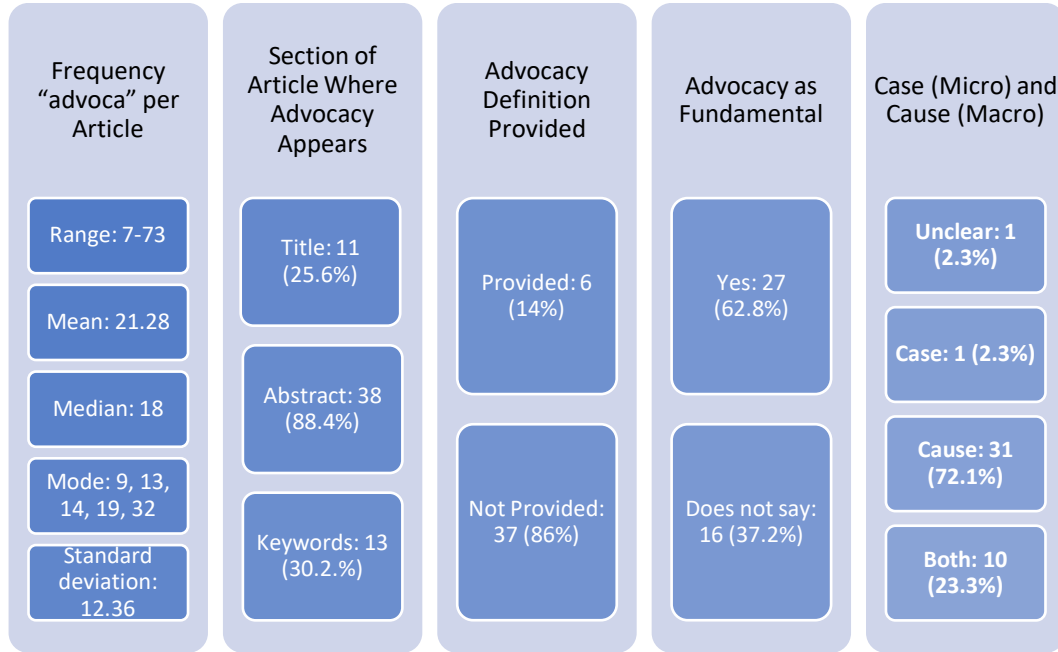 Frequency
“advoca” per
Article
Range: 7-73
Mean: 21.28
Median: 18
Mode: 9, 13,
14, 19, 32
Standard
deviation:
12.36
Section of
Article Where
Advocacy
Appears
Title: 11
(25.6%)
Abstract: 38
(88.4%)
Keywords: 13
(30.2.%)
Advocacy
Definition
Provided
Provided: 6
(14%)
Not Provided:
37 (86%)
Advocacy as
Fundamental
Yes: 27
(62.8%)
Does not say:
16 (37.2%)
Case (Micro) and
Cause (Macro)
Unclear: 1
(2.3%)
Case: 1 (2.3%)
Cause: 31
(72.1%)
Both: 10
(23.3%)